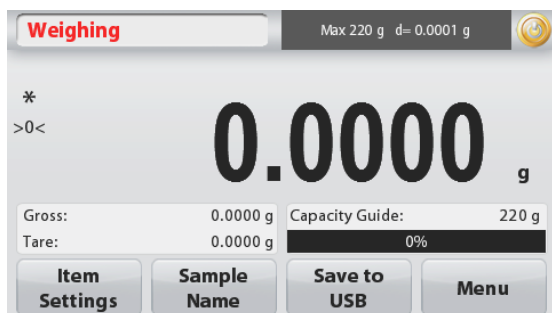 Weighing
Max 220 g d= 0.0001 g
*
>0<
0.0000 g
Gross: 0.0000 g
Capacity Guide: 220 g
Tare: 0.0000 g
0%
Item Settings
Sample Name
Save to USB
Menu